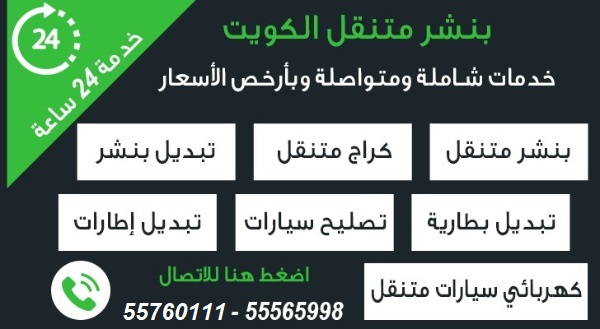 24
خدمة 24 ساعة
بنشر متنقل الكويت
خدمات شاملة ومتواصلة وبأرخص الأسعار
بنشر متنقل
كراج متنقل
تبديل بنشر
تبديل بطارية
تصليح سيارات
تبديل إطارات
كهربائي سيارات متنقل
اضغط هنا للاتصال
55760111 - 55565998